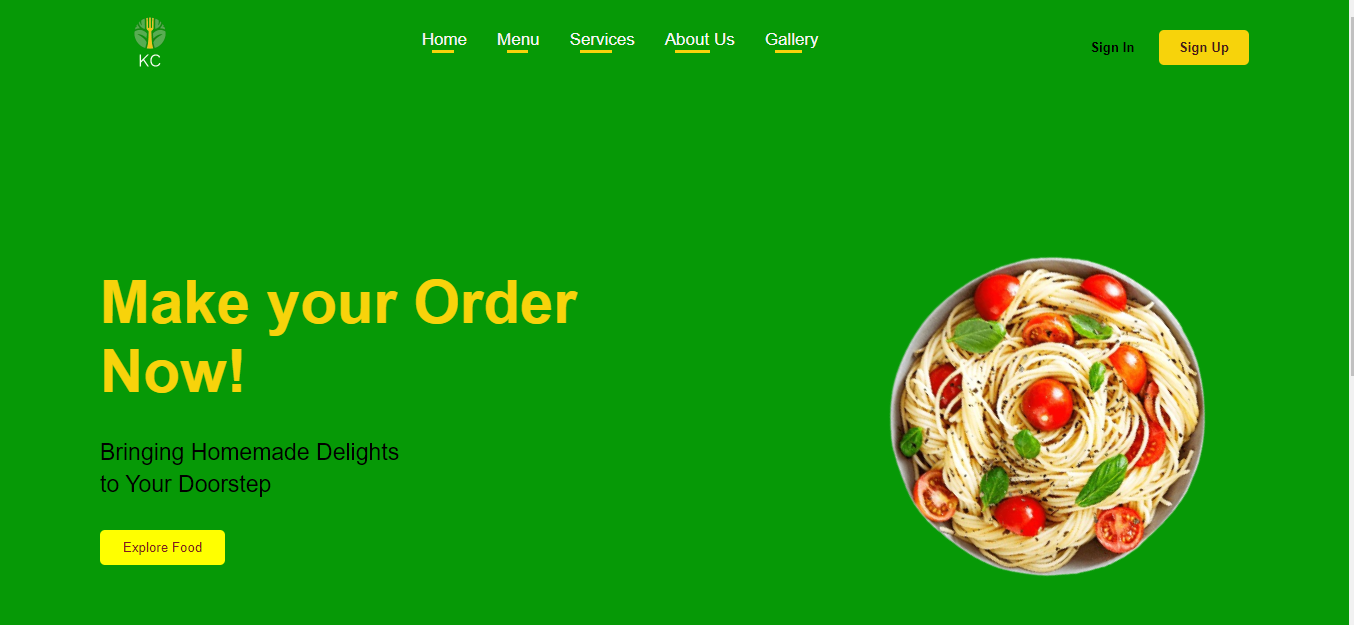 KC
Home
Menu
Services
About Us
Gallery
Sign In
Sign Up
Make your Order
Now!
Bringing Homemade Delights
to Your Doorstep
Explore Food